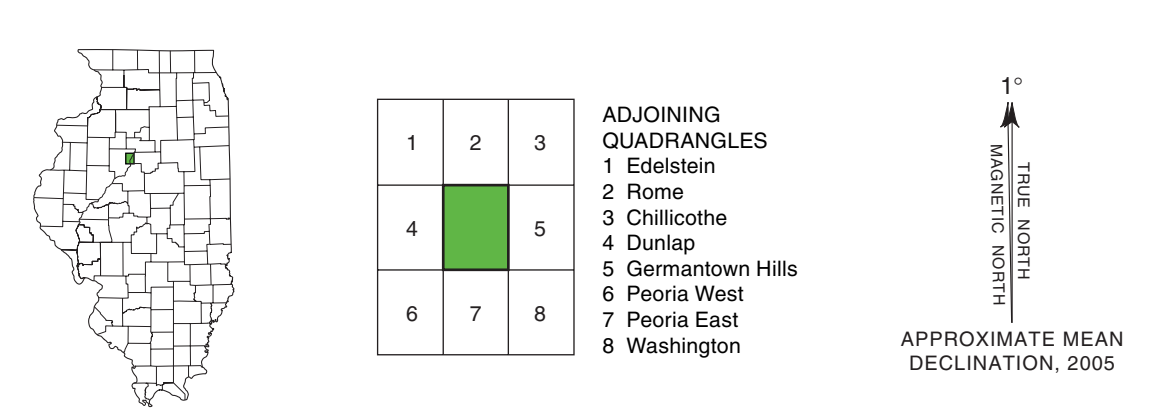 1 2 3
4 5
6 7 8
ADJOINING
QUADRANGLES
1 Edelstein
2 Rome
3 Chillicothe
4 Dunlap
5 Germantown Hills
6 Peoria West
7 Peoria East
8 Washington
1°
MAGNETIC NORTH
TRUE NORTH
APPROXIMATE MEAN
DECLINATION, 2005